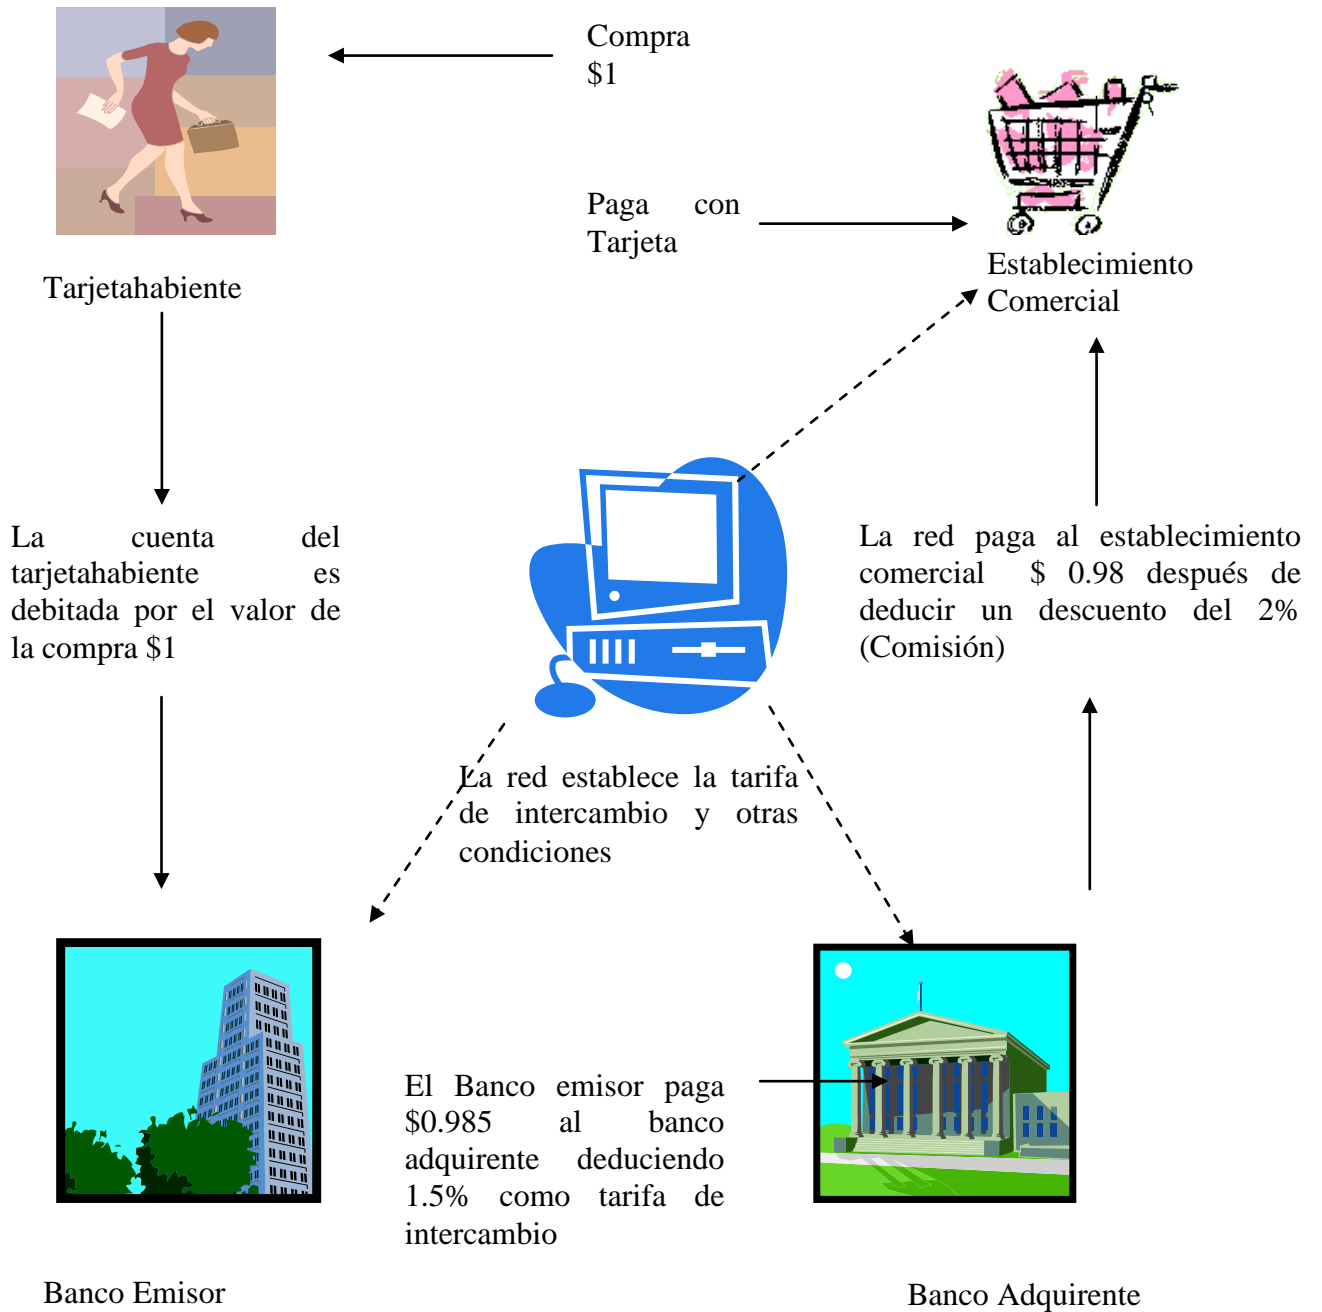 Compra
$1
Paga con
Tarjeta
Tarjetahabiente
Establecimiento
Comercial
La cuenta del
tarjetahabiente es
debitada por el valor de
la compra $1
La red paga al establecimiento
comercial $ 0.98 después de
deducir un descuento del 2%
(Comisión)
La red establece la tarifa
de intercambio y otras
condiciones
El Banco emisor paga
$0.985 al banco
adquirente deduciendo
1.5% como tarifa de
intercambio
Banco Emisor
Banco Adquirente